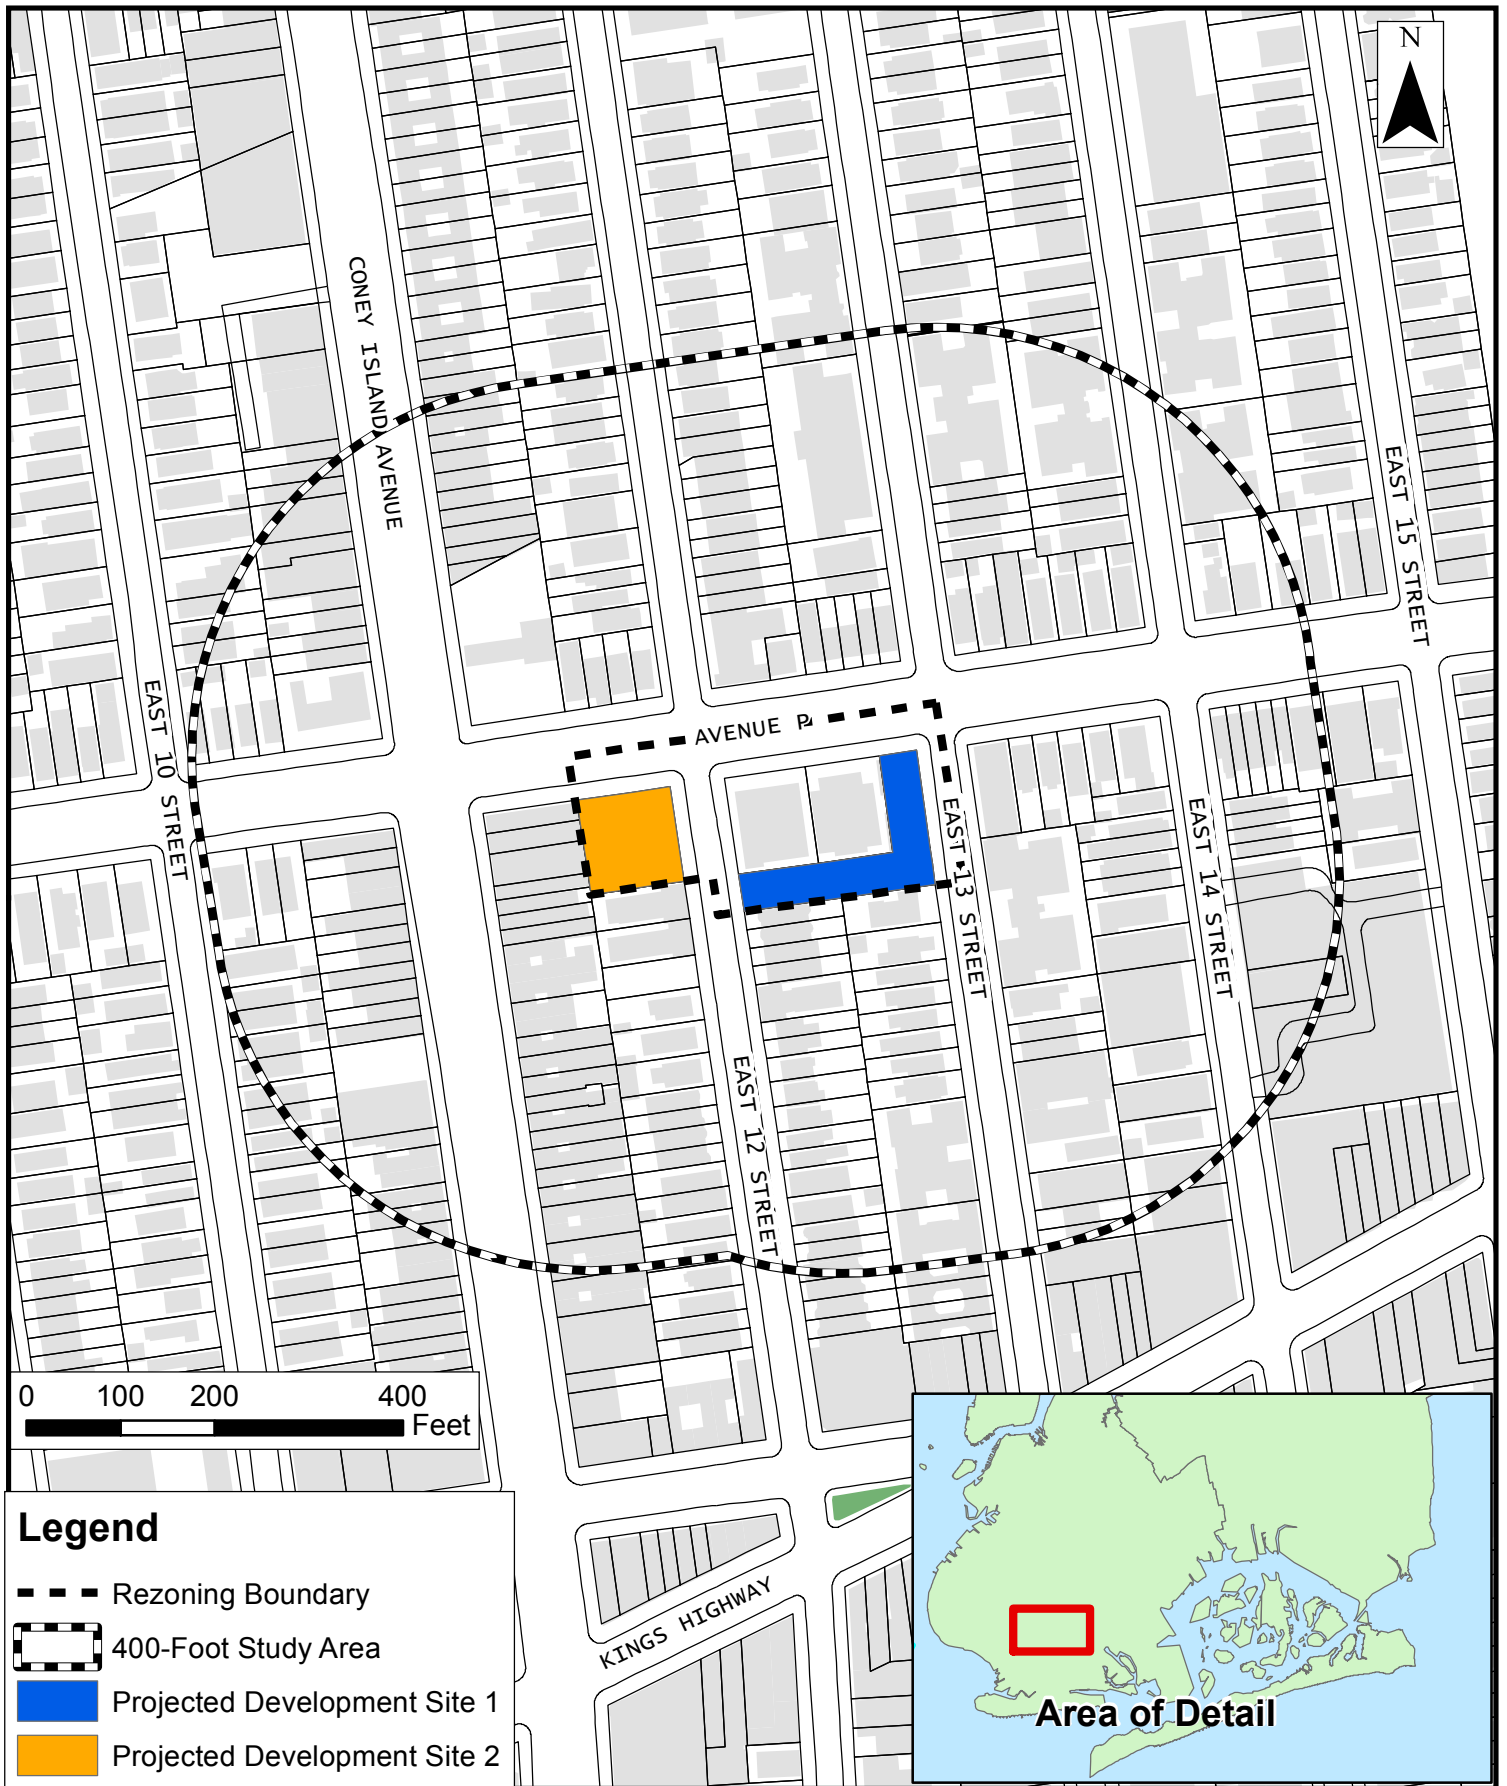 N
CONEY ISLAND AVENUE
EAST 15 STREET
EAST 10 STREET
AVENUE P
EAST 13 STREET
EAST 14 STREET
EAST 12 STREET
0 100 200 400
Feet
KINGS HIGHWAY
Legend
Rezoning Boundary
400-Foot Study Area
Projected Development Site 1
Projected Development Site 2
Area of Detail